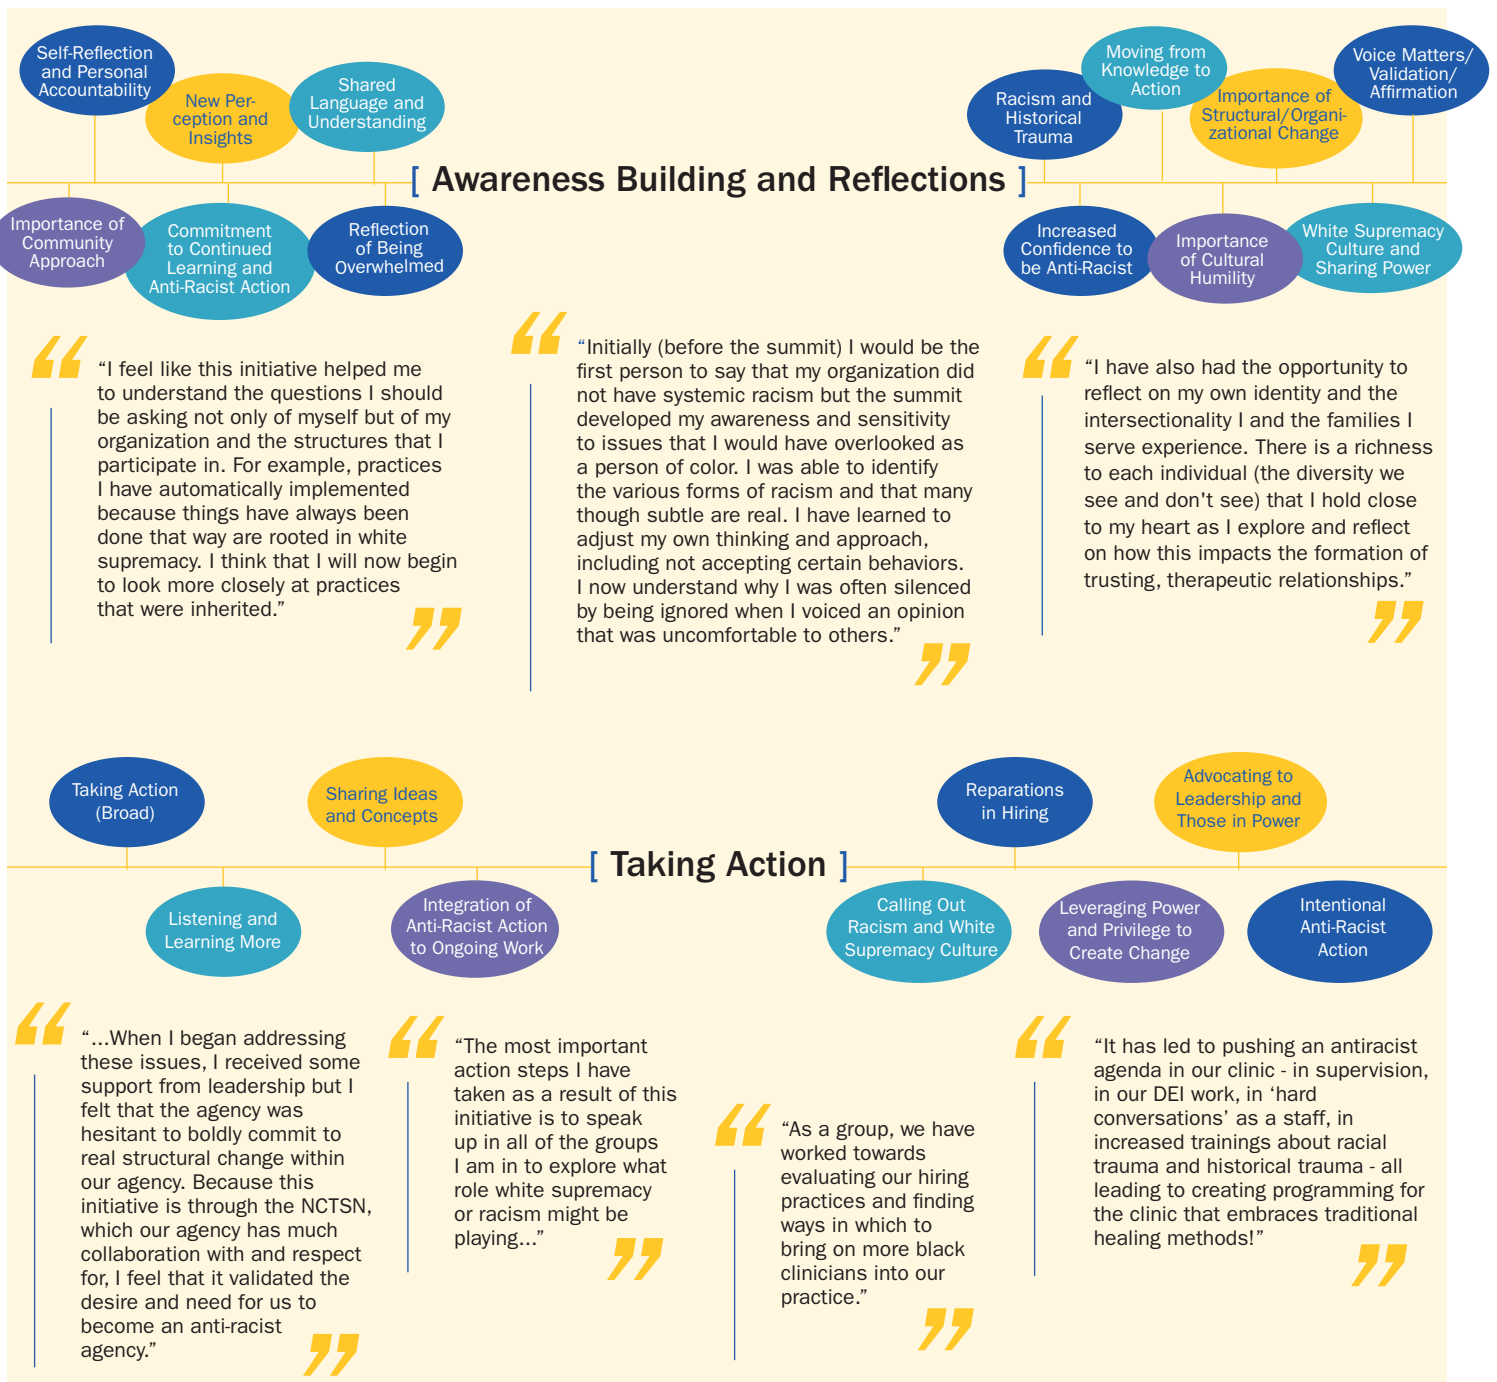 Self-Reflection
and Personal
Accountability
New Per-
ception and
Insights
Shared
Language and
Understanding
Racism and
Historical
Trauma
Moving from
Knowledge to
Action
Importance of
Structural/Organi-
zational Change
Voice Matters/
Validation/
Affirmation
[ Awareness Building and Reflections ]
Importance of
Community
Approach
Commitment
to Continued
Learning and
Anti-Racist Action
Reflection
of Being
Overwhelmed
Increased
Confidence to
be Anti-Racist
Importance
of Cultural
Humility
White Supremacy
Culture and
Sharing Power
“I feel like this initiative helped me
to understand the questions I should
be asking not only of myself but of my
organization and the structures that I
participate in. For example, practices
I have automatically implemented
because things have always been
done that way are rooted in white
supremacy. I think that I will now begin
to look more closely at practices
that were inherited.”
“Initially (before the summit) I would be the
first person to say that my organization did
not have systemic racism but the summit
developed my awareness and sensitivity
to issues that I would have overlooked as
a person of color. I was able to identify
the various forms of racism and that many
though subtle are real. I have learned to
adjust my own thinking and approach,
including not accepting certain behaviors.
I now understand why I was often silenced
by being ignored when I voiced an opinion
that was uncomfortable to others.”
“I have also had the opportunity to
reflect on my own identity and the
intersectionality I and the families I
serve experience. There is a richness
to each individual (the diversity we
see and don't see) that I hold close
to my heart as I explore and reflect
on how this impacts the formation of
trusting, therapeutic relationships.”
Taking Action
(Broad)
Sharing Ideas
and Concepts
Reparations
in Hiring
Advocating to
Leadership and
Those in Power
[ Taking Action ]
Listening and
Learning More
Integration of
Anti-Racist Action
to Ongoing Work
Calling Out
Racism and White
Supremacy Culture
Leveraging Power
and Privilege to
Create Change
Intentional
Anti-Racist
Action
“...When I began addressing
these issues, I received some
support from leadership but I
felt that the agency was
hesitant to boldly commit to
real structural change within
our agency. Because this
initiative is through the NCTSN,
which our agency has much
collaboration with and respect
for, I feel that it validated the
desire and need for us to
become an anti-racist
agency.”
“The most important
action steps I have
taken as a result of this
initiative is to speak
up in all of the groups
I am in to explore what
role white supremacy
or racism might be
playing...”
“As a group, we have
worked towards
evaluating our hiring
practices and finding
ways in which to
bring on more black
clinicians into our
practice.”
“It has led to pushing an antiracist
agenda in our clinic - in supervision,
in our DEI work, in ‘hard
conversations’ as a staff, in
increased trainings about racial
trauma and historical trauma - all
leading to creating programming for
the clinic that embraces traditional
healing methods!”